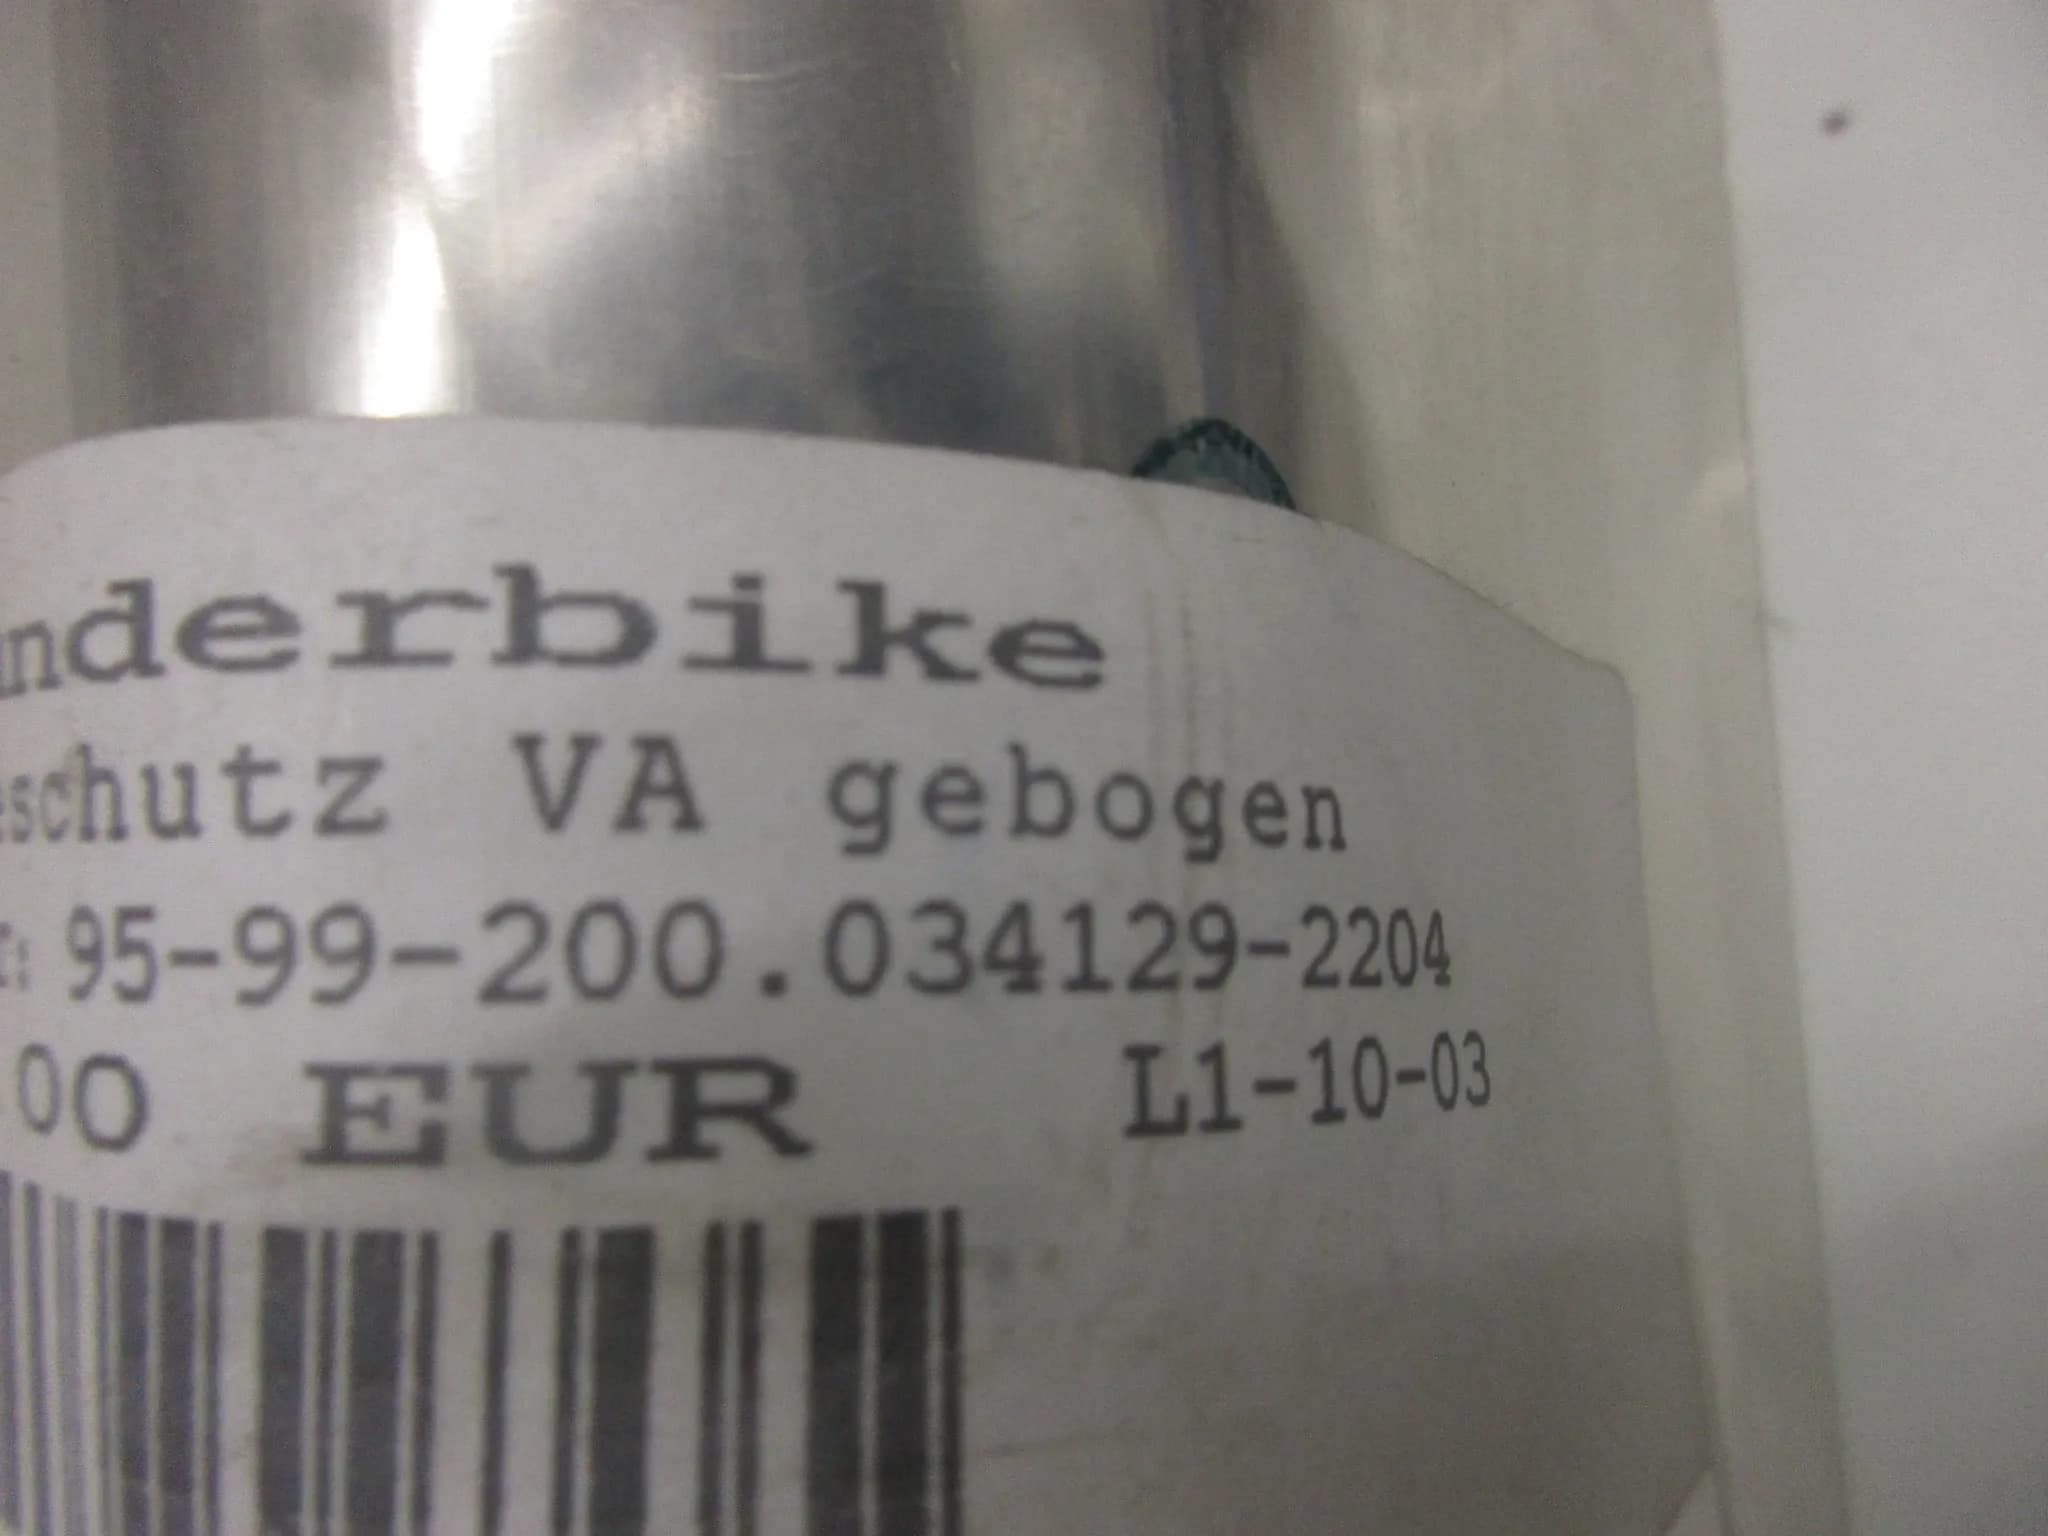 nderbike
schutz VA gebogen
95-99-200.034129-2204
00 EUR L1-10-03